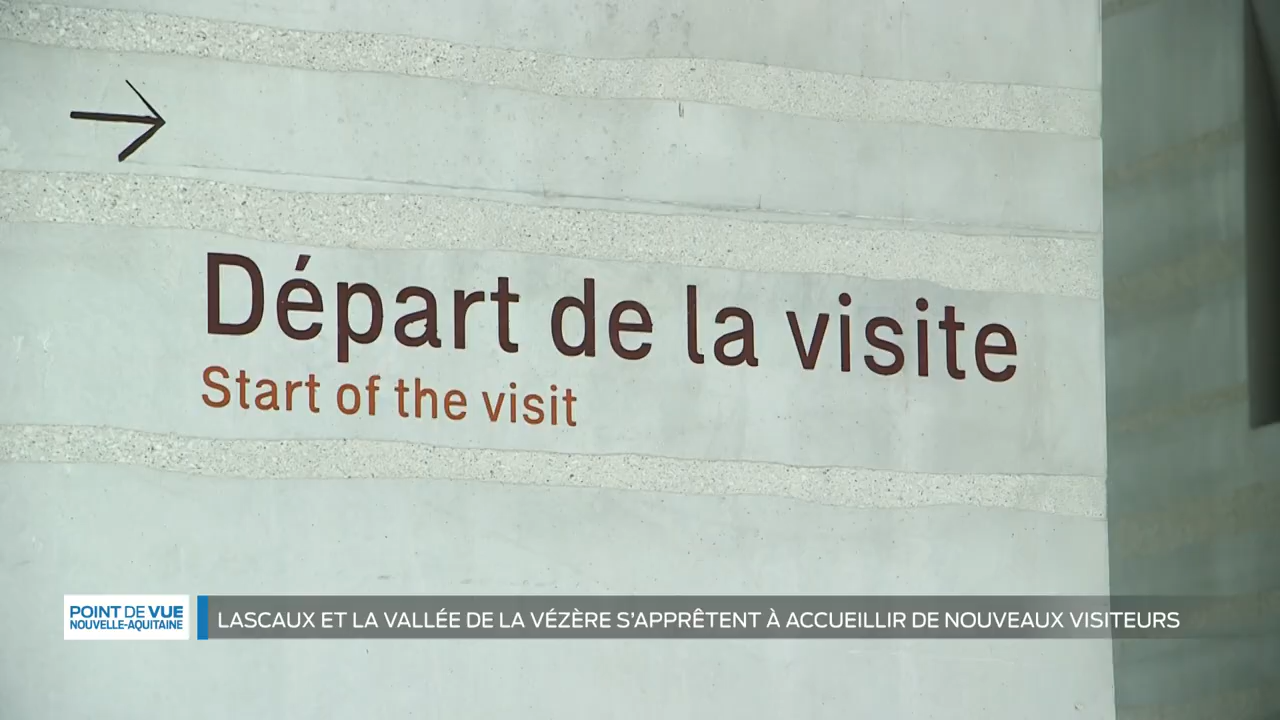 Départ de la visite
Start of the visit
POINT DE VUE
NOUVELLE-AQUITAINE
LASCAUX ET LA VALLÉE DE LA VÉZÈRE S'APPRÊTENT À ACCUEILLIR DE NOUVEAUX VISITEURS